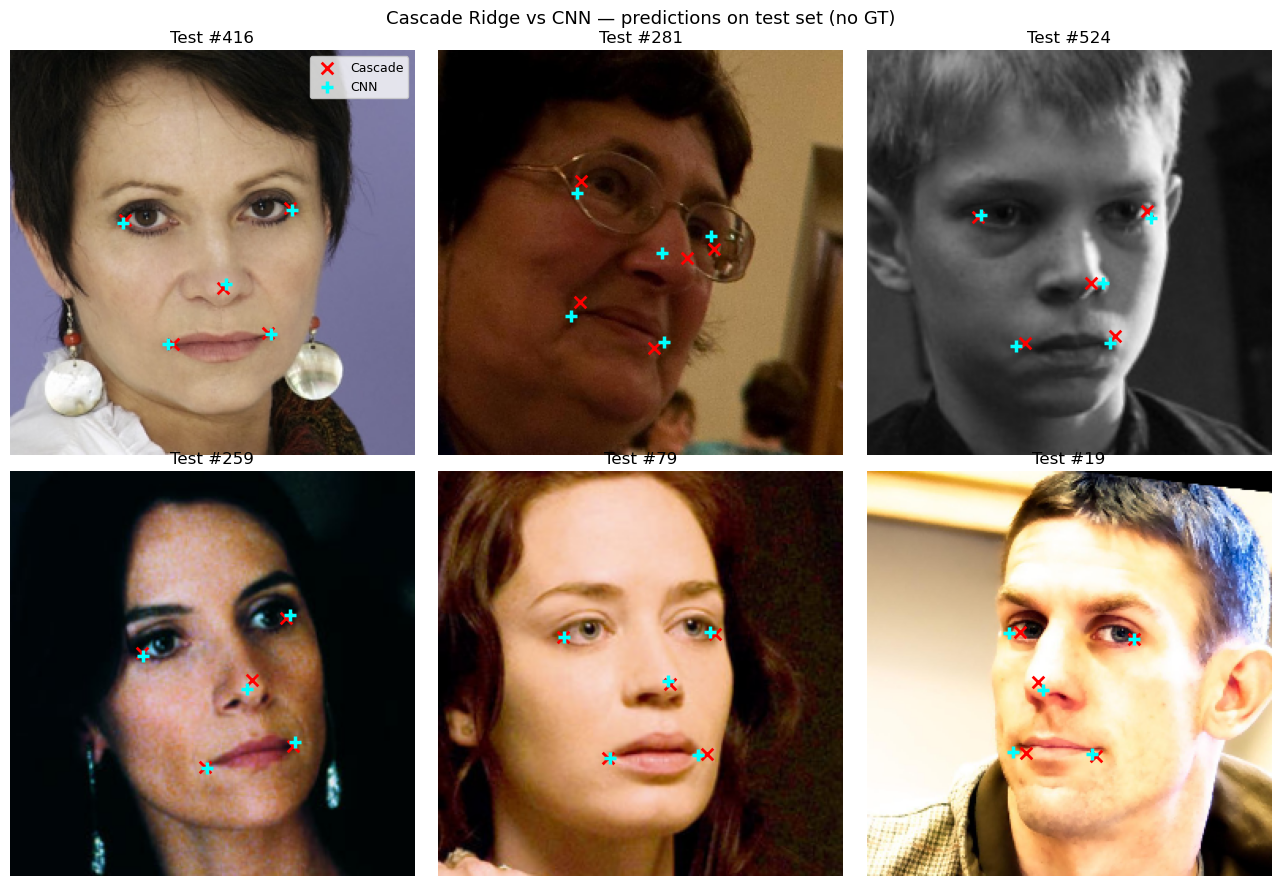 Cascade Ridge vs CNN — predictions on test set (no GT)
Test #416
Test #281
Test #524
Cascade
CNN
Test #259
Test #79
Test #19